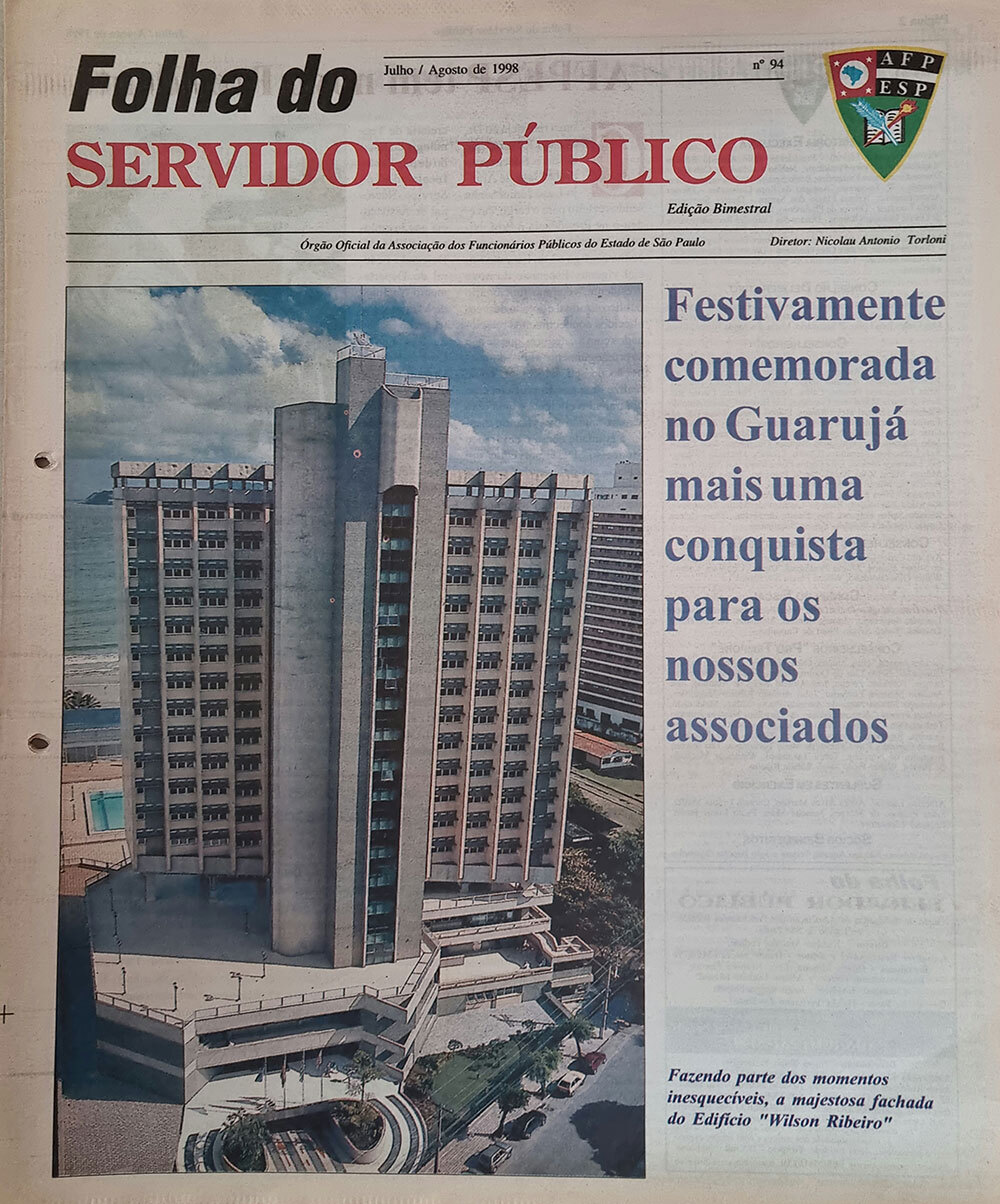 Folha do
Julho / Agosto de 1998
nº 94
AFP
ESP
SERVIDOR PÚBLICO
Edição Bimestral
Órgão Oficial da Associação dos Funcionários Públicos do Estado de São Paulo
Diretor: Nicolau Antonio Torloni
Festivamente
comemorada
no Guarujá
mais uma
conquista
para os
nossos
associados
Fazendo parte dos momentos
inesquecíveis, a majestosa fachada
do Edifício "Wilson Ribeiro"